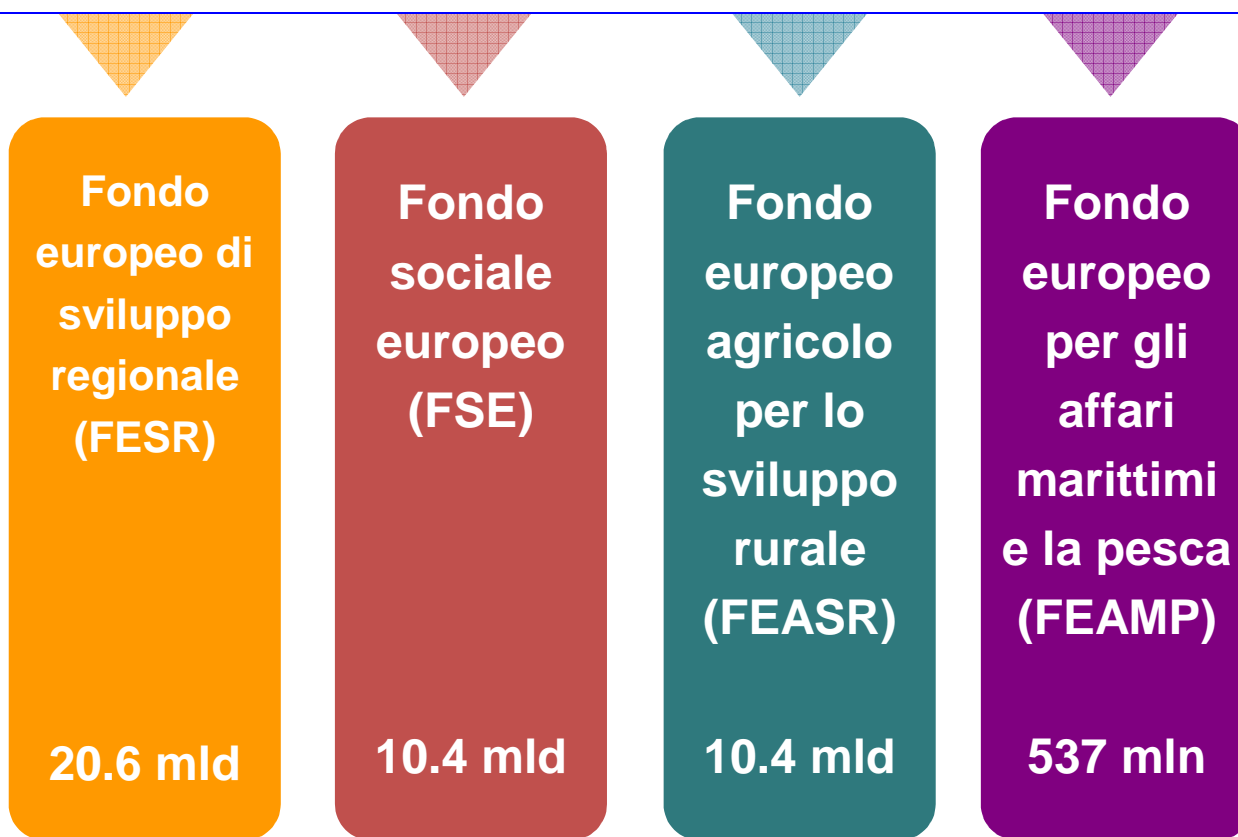 Fondo
europeo di
sviluppo
regionale
(FESR)
20.6 mld
Fondo
sociale
europeo
(FSE)
10.4 mld
Fondo
europeo
agricolo
per lo
sviluppo
rurale
(FEASR)
10.4 mld
Fondo
europeo
per gli
affari
marittimi
e la pesca
(FEAMP)
537 mln